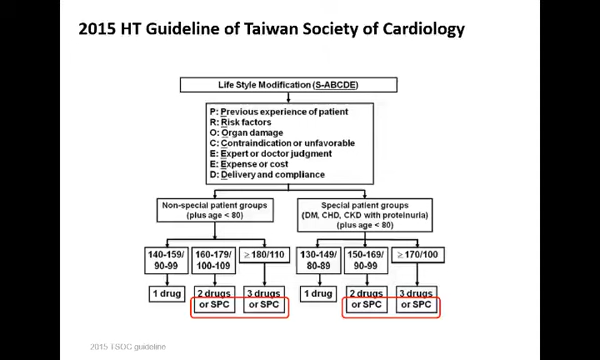 2015 HT Guideline of Taiwan Society of Cardiology
Life Style Modification (S-ABCDE)
P: Previous experience of patient
R: Risk factors
O: Organ damage
C: Contraindication or unfavorable
E: Expert or doctor judgment
E: Expense or cost
D: Delivery and compliance
Non-special patient groups
(plus age < 80)
Special patient groups
(DM, CHD, CKD with proteinuria)
(plus age < 80)
140-159/
90-99
160-179/
100-109
≥180/110
130-149/
80-89
150-169/
90-99
≥170/100
1 drug
2 drugs
or SPC
3 drugs
or SPC
1 drug
2 drugs
or SPC
3 drugs
or SPC
2015 TSOC guideline